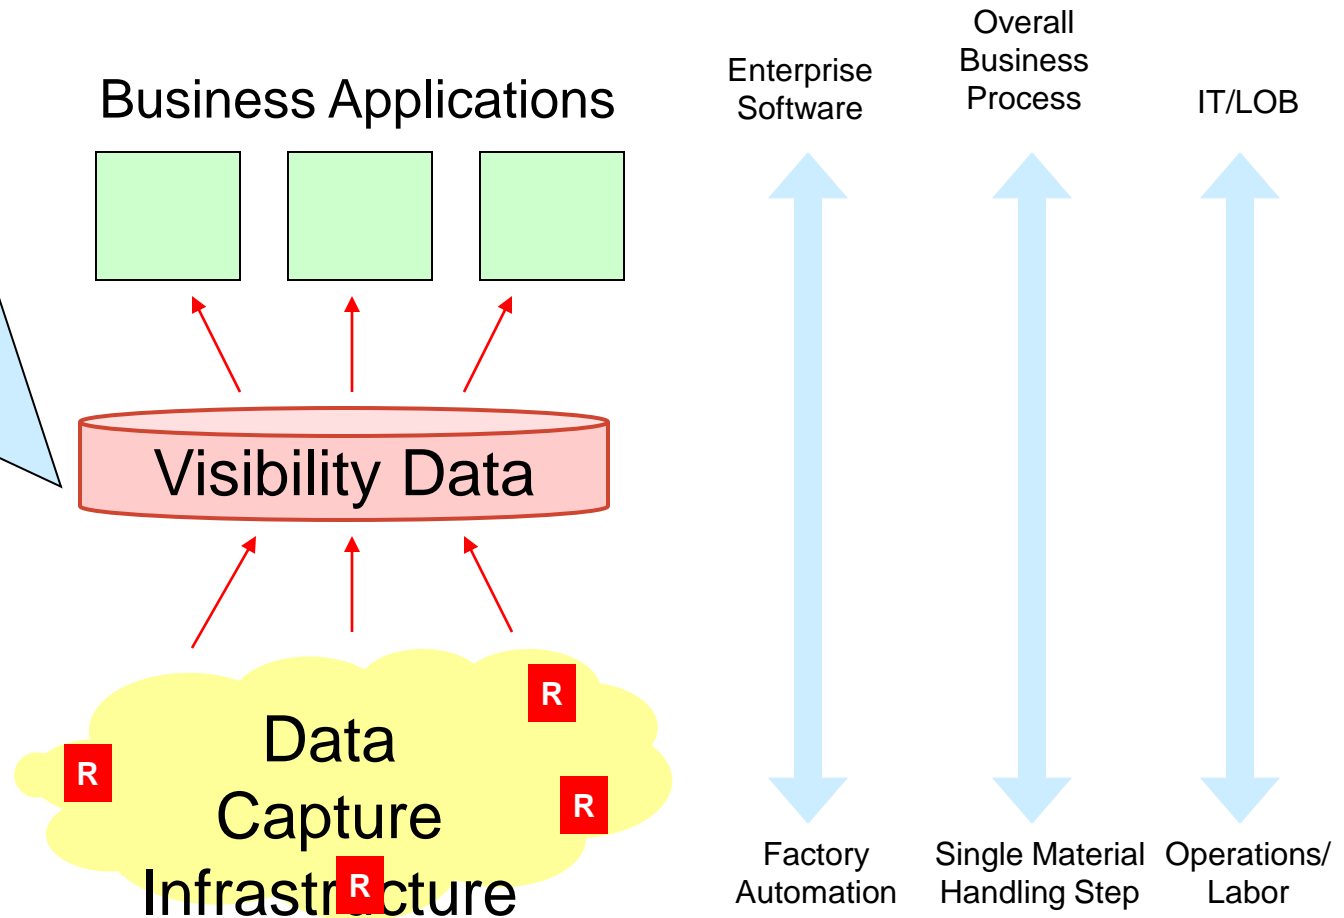 Business Applications
Visibility Data
R
R
R
Data
Capture
Infrastructure
R
Enterprise
Software
Factory
Automation
Overall
Business
Process
Single Material
Handling Step
IT/LOB
Operations/
Labor